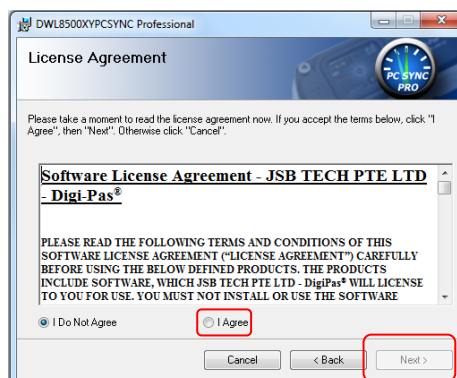 DWL8500XYPCSYNC Professional
License Agreement
PC SYNC
PRO
Please take a moment to read the license agreement now. If you accept the terms below, click "I
Agree", then "Next". Otherwise click "Cancel".
Software License Agreement - JSB TECH PTE LTD
- Digi-Pas®
PLEASE READ THE FOLLOWING TERMS AND CONDITIONS OF THIS
SOFTWARE LICENSE AGREEMENT (“LICENSE AGREEMENT”) CAREFULLY
BEFORE USING THE BELOW DEFINED PRODUCTS. THE PRODUCTS
INCLUDE SOFTWARE, WHICH JSB TECH PTE LTD - DigiPas® WILL LICENSE
TO YOU FOR USE. YOU MUST NOT INSTALL OR USE THE SOFTWARE
I Do Not Agree
I Agree
Cancel
< Back
Next >